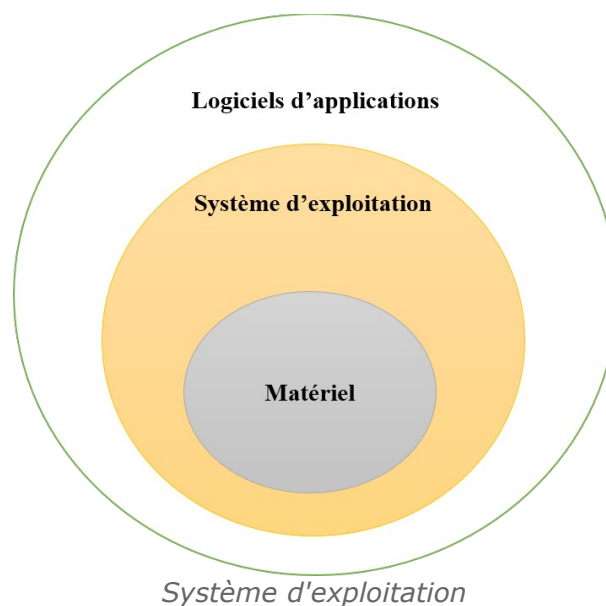 Logiciels d’applications
Système d’exploitation
Matériel
Système d'exploitation